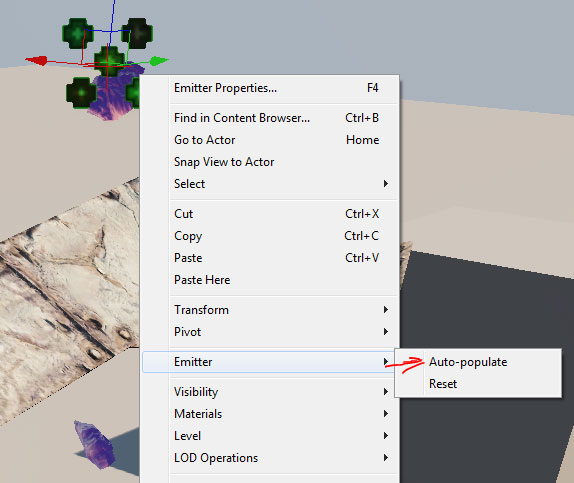 Emitter Properties... F4
Find in Content Browser... Ctrl+B
Go to Actor Home
Snap View to Actor
Select
Cut Ctrl+X
Copy Ctrl+C
Paste Ctrl+V
Paste Here
Transform
Pivot
Emitter
Auto-populate
Reset
Visibility
Materials
Level
LOD Operations